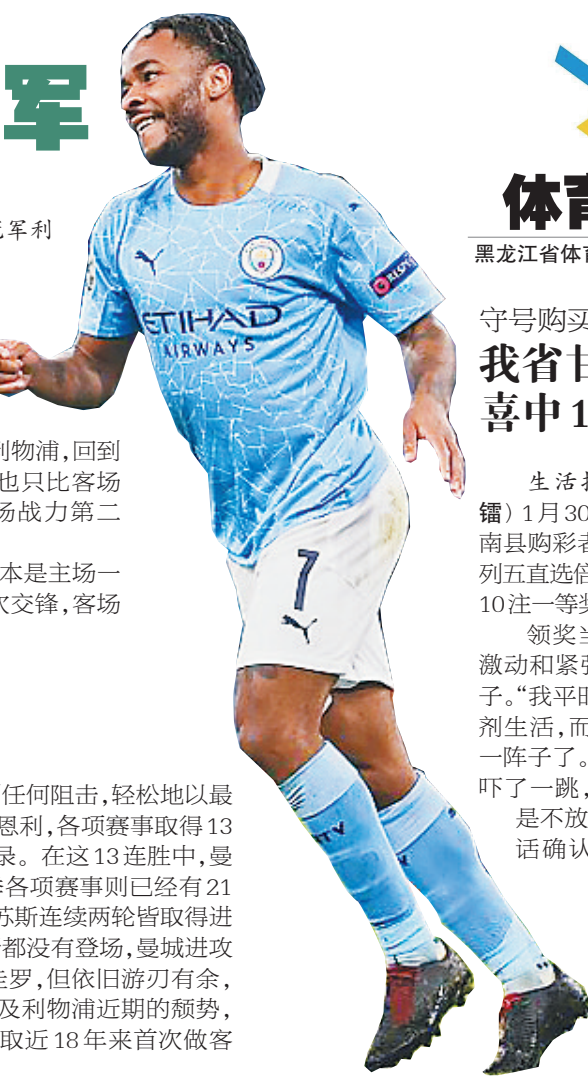 军
冠军利
利物浦，回到
也只比客场
场战力第二
本是主场一
次交锋，客场
任何阻击，轻松地以最
恩利，各项赛事取得13
录。在这13连胜中，曼
季各项赛事则已经有21
苏斯连续两轮皆取得进
都没有登场，曼城进攻
圭罗，但依旧游刃有余，
及利物浦近期的颓势，
取近18年来首次做客
ETIHAD
AIRWAYS
RESPECT
7
体育
黑龙江省体育
守号购买
我省甘
喜中1
生活报
镭）1月30
南县购彩者
列五直选倍
10注一等奖
领奖当
激动和紧张
子。“我平时
剂生活，而
一阵子了。
吓了一跳，
是不放
话确认